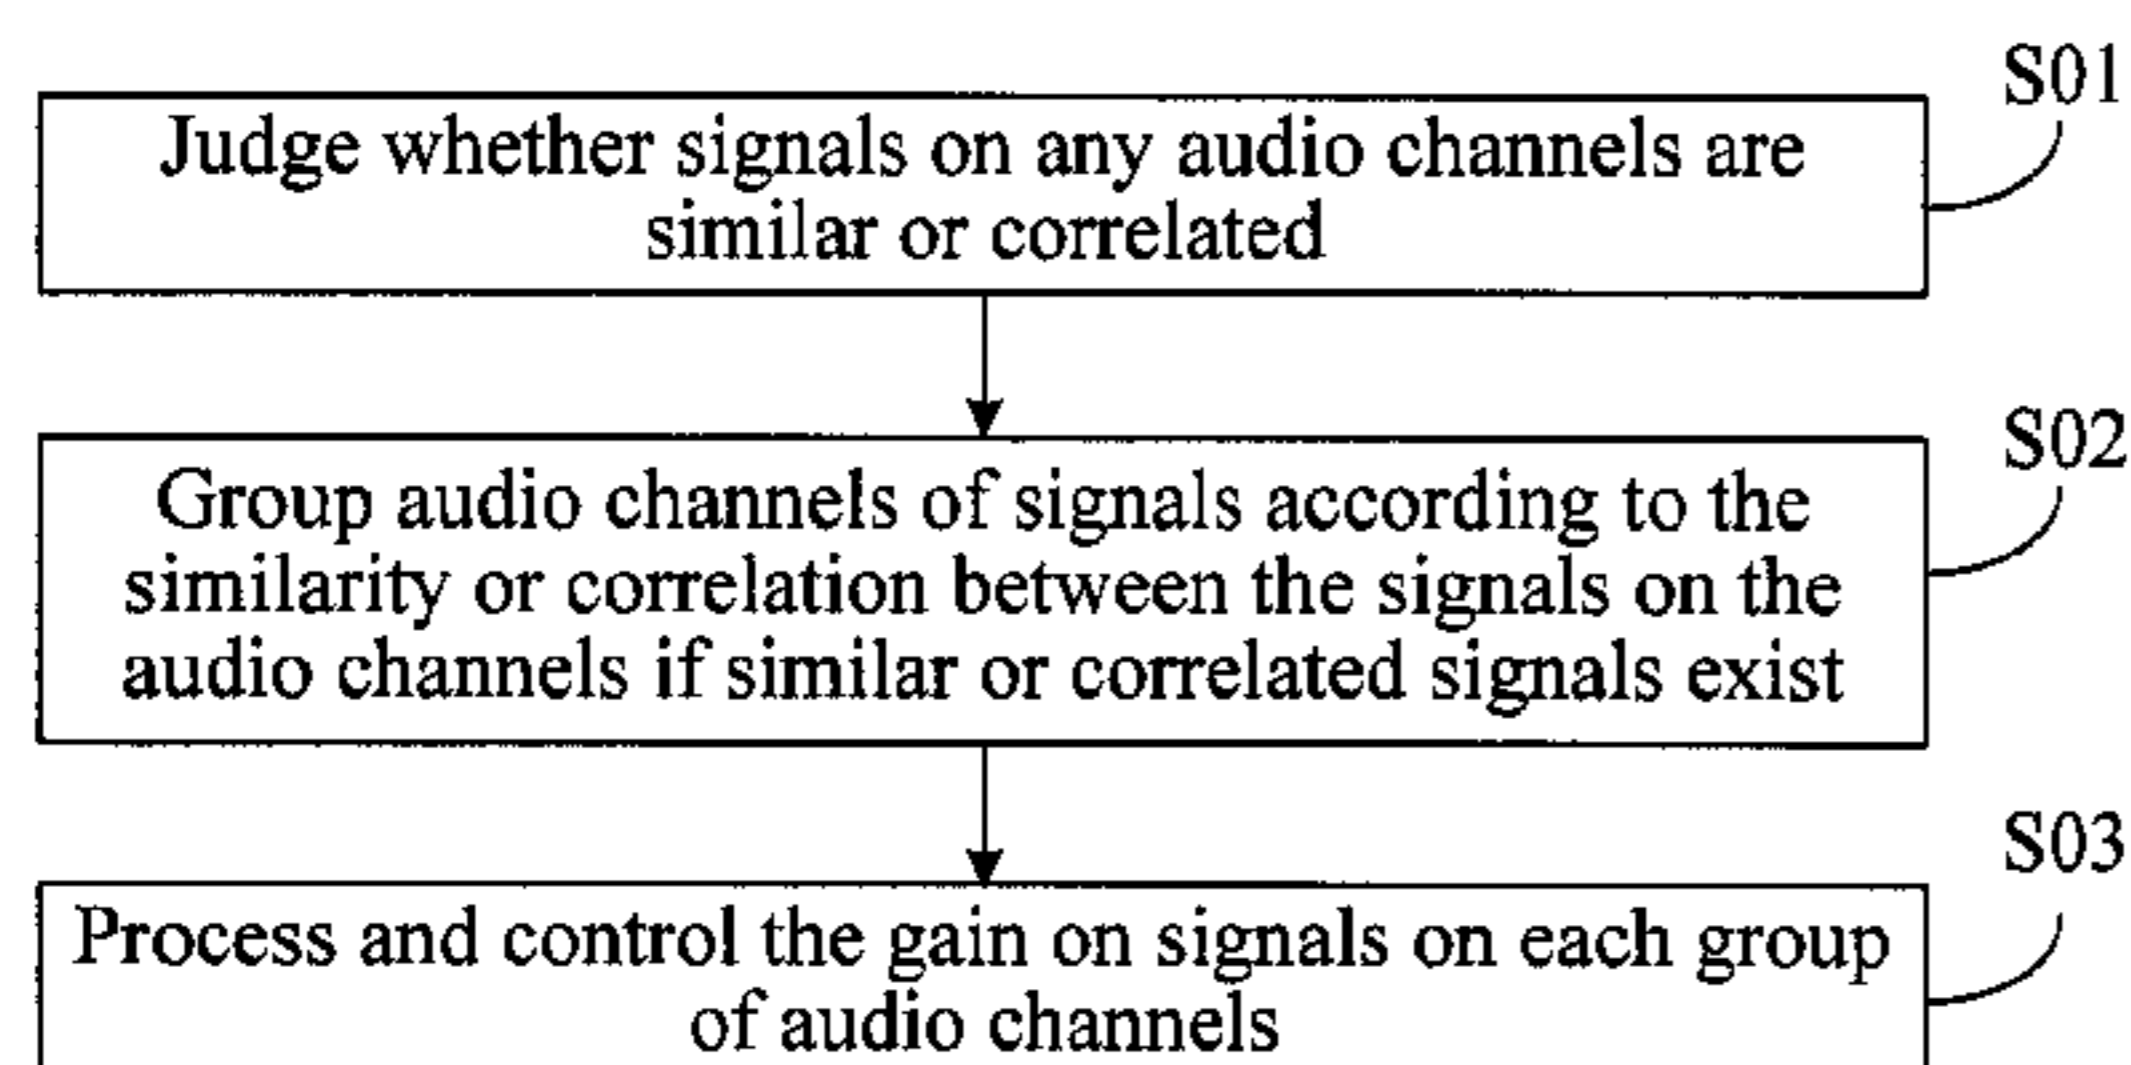 S01
Judge whether signals on any audio channels are
similar or correlated
S02
Group audio channels of signals according to the
similarity or correlation between the signals on the
audio channels if similar or correlated signals exist
S03
Process and control the gain on signals on each group
of audio channels